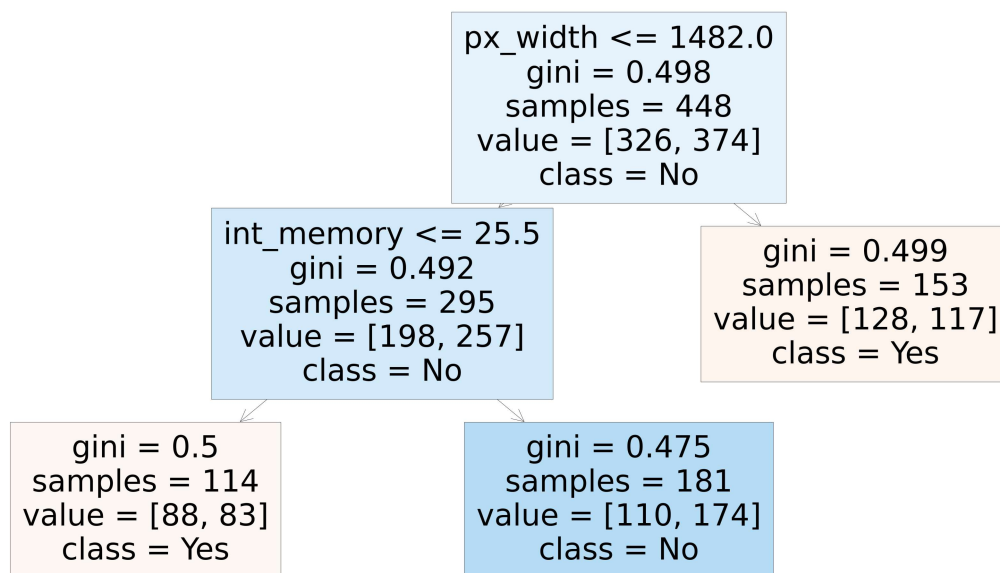 px_width <= 1482.0
gini = 0.498
samples = 448
value = [326, 374]
class = No
int_memory <= 25.5
gini = 0.492
samples = 295
value = [198, 257]
class = No
gini = 0.499
samples = 153
value = [128, 117]
class = Yes
gini = 0.5
samples = 114
value = [88, 83]
class = Yes
gini = 0.475
samples = 181
value = [110, 174]
class = No